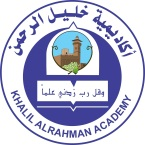 أكاديمية خليل الرحمن
وقل رب زدني علماً
KHALIL ALRAHMAN ACADEMY